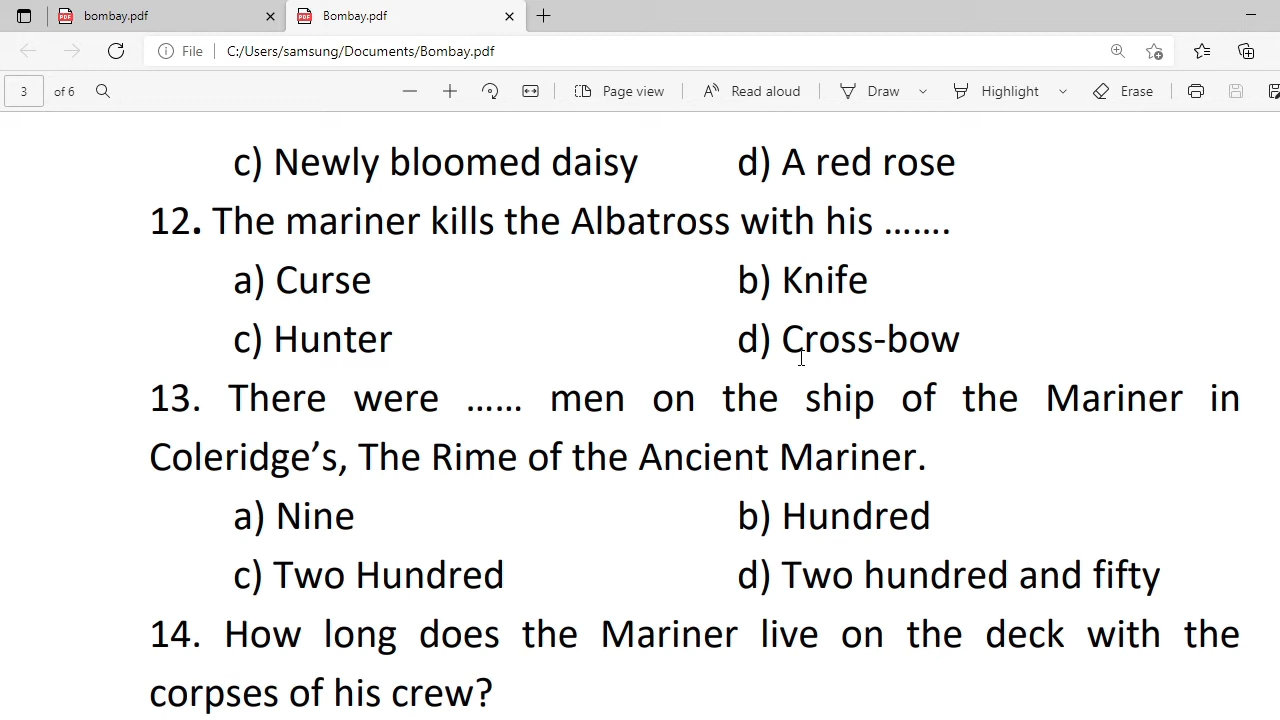 bombay.pdf
Bombay.pdf
File C:/Users/samsung/Documents/Bombay.pdf
3 of 6 Page view Read aloud Draw Highlight Erase
c) Newly bloomed daisy d) A red rose
12. The mariner kills the Albatross with his …….
a) Curse b) Knife
c) Hunter d) Cross-bow
13. There were …… men on the ship of the Mariner in
Coleridge’s, The Rime of the Ancient Mariner.
a) Nine b) Hundred
c) Two Hundred d) Two hundred and fifty
14. How long does the Mariner live on the deck with the
corpses of his crew?